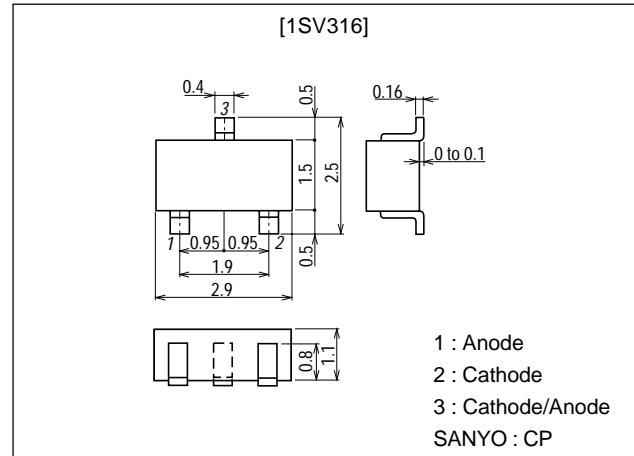 [1SV316]
0.4
3
0.5
1.5
2.5
0.16
0 to 0.1
1 0.95 0.95 2
0.5
1.9
2.9
0.8
1.1
1 : Anode
2 : Cathode
3 : Cathode/Anode
SANYO : CP